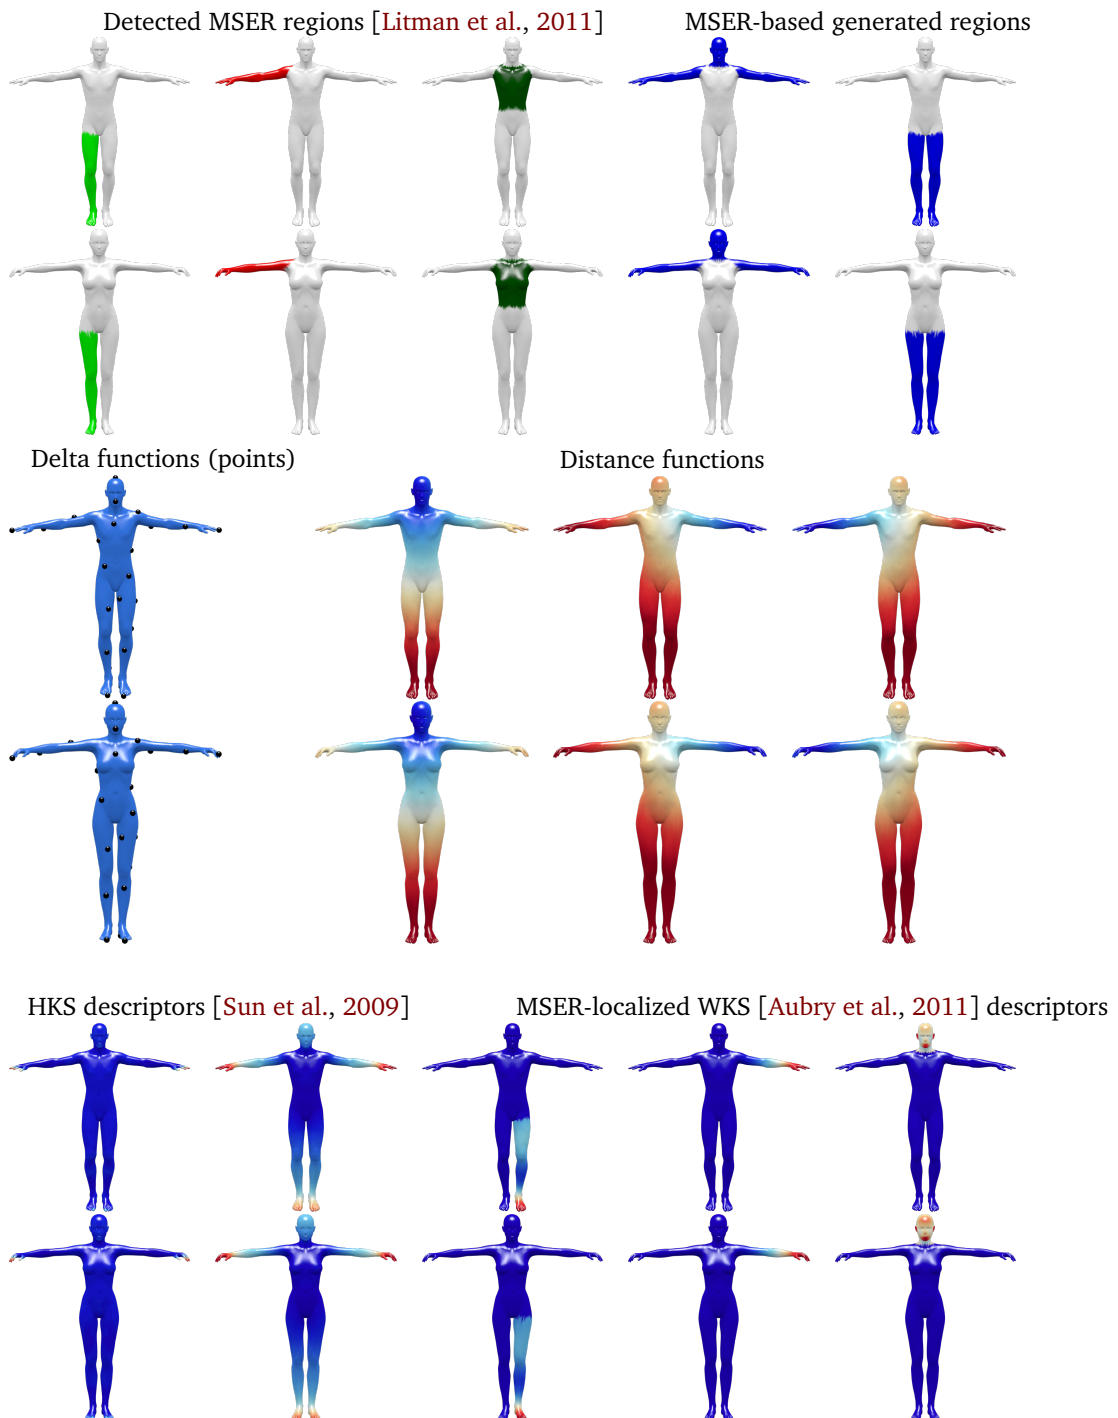 Detected MSER regions [Litman et al., 2011]
MSER-based generated regions
Delta functions (points)
Distance functions
HKS descriptors [Sun et al., 2009]
MSER-localized WKS [Aubry et al., 2011] descriptors